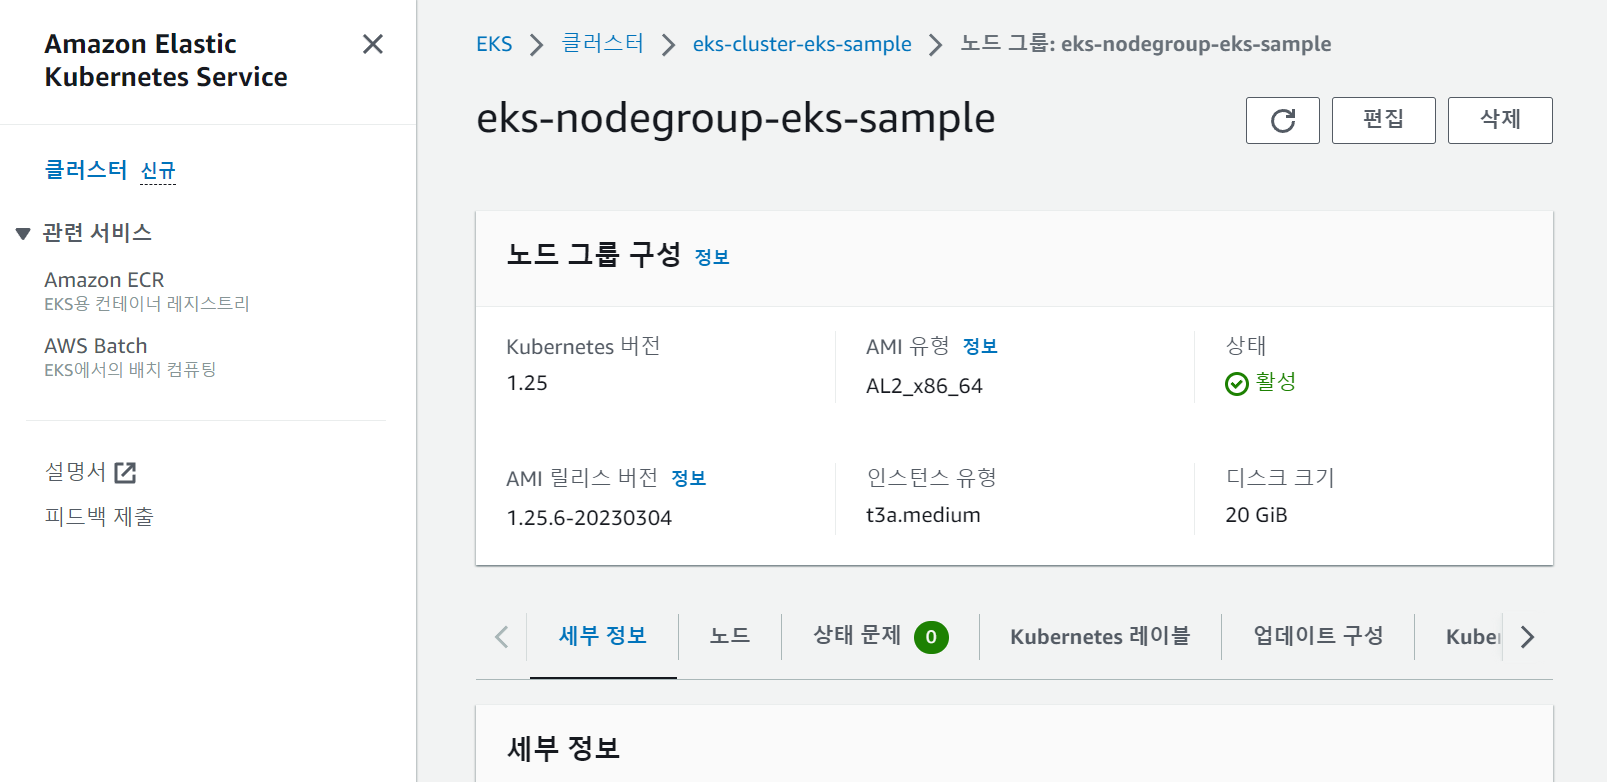 Amazon Elastic
Kubernetes Service
클러스터 신규
관련 서비스
Amazon ECR
EKS용 컨테이너 레지스트리
AWS Batch
EKS에서의 배치 컴퓨팅
설명서
피드백 제출
EKS 클러스터 eks-cluster-eks-sample 노드 그룹: eks-nodegroup-eks-sample
eks-nodegroup-eks-sample
편집 삭제
노드 그룹 구성 정보
Kubernetes 버전
1.25
AMI 유형 정보
AL2_x86_64
상태
활성
AMI 릴리스 버전 정보
1.25.6-20230304
인스턴스 유형
t3a.medium
디스크 크기
20 GiB
세부 정보 노드 상태 문제 0 Kubernetes 레이블 업데이트 구성
세부 정보